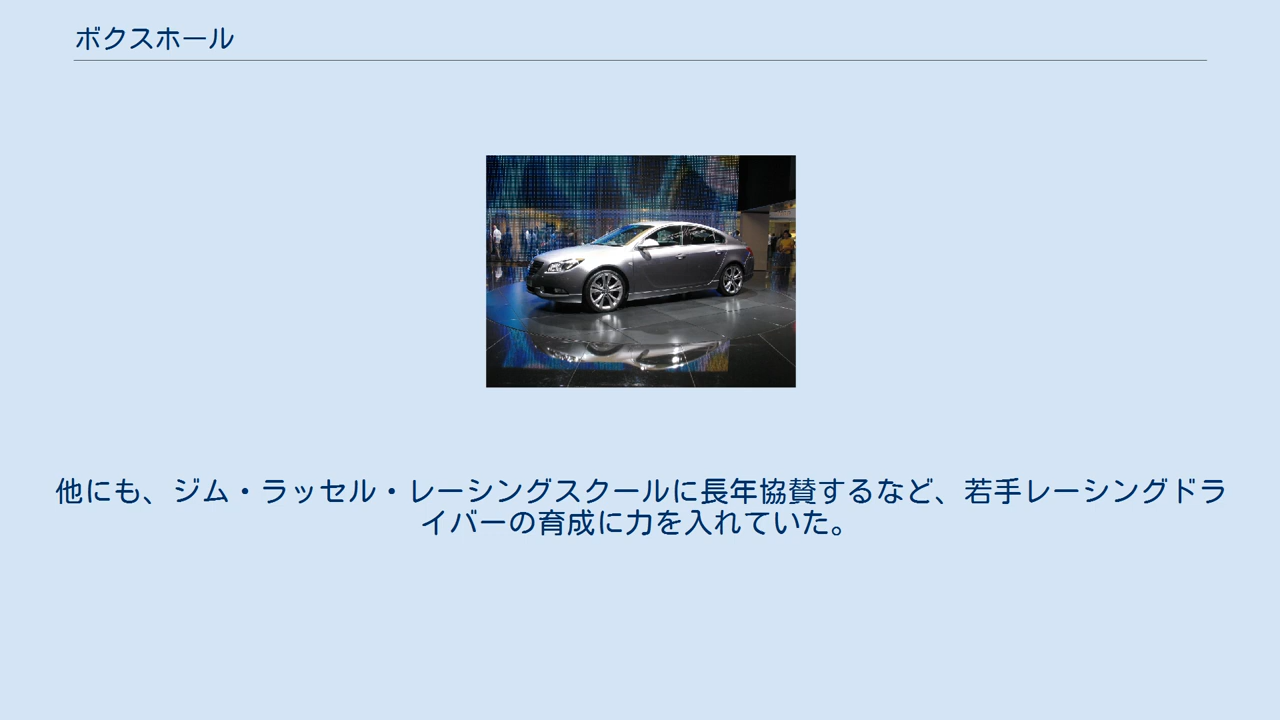 ボクスホール
他にも、ジム・ラッセル・レーシングスクールに長年協賛するなど、若手レーシングドラ
イバーの育成に力を入れていた。